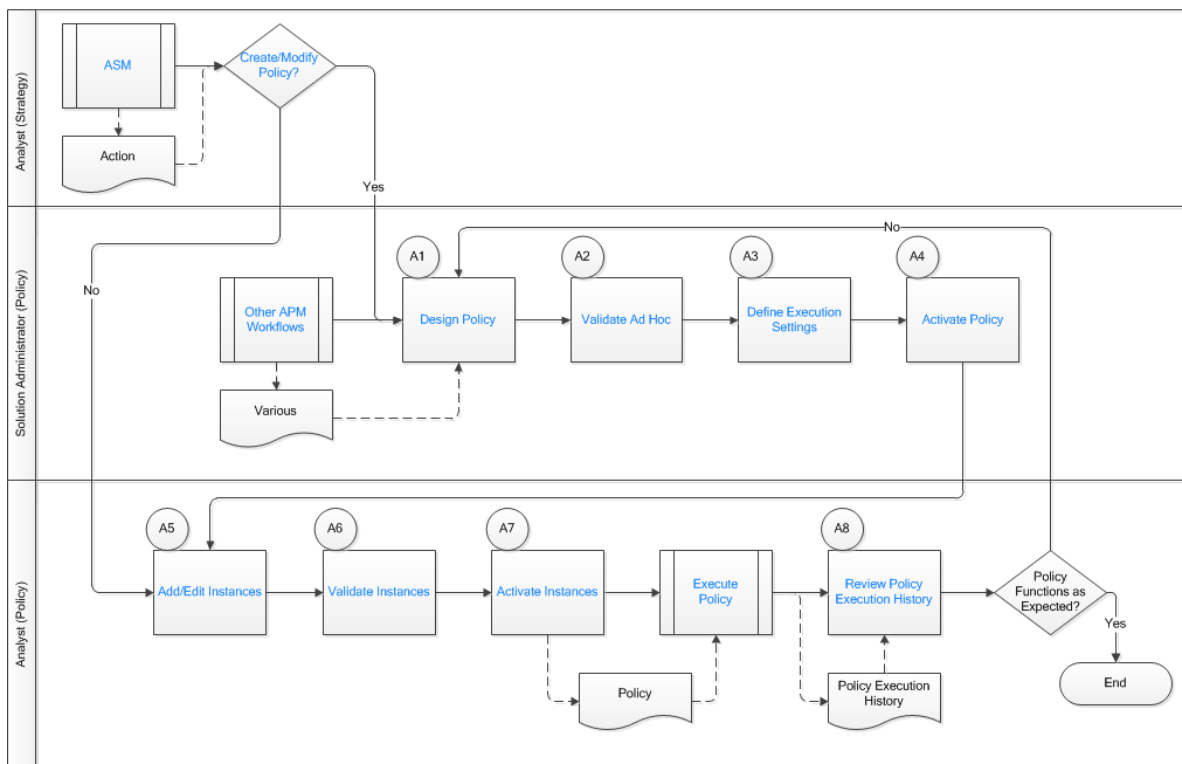 Analyst (Strategy)
ASM
Create/Modify
Policy?
Action
Yes
Solution Administrator (Policy)
No
No
A1
A2
A3
A4
Other APM
Workflows
Design Policy
Validate Ad Hoc
Define Execution
Settings
Activate Policy
Various
Analyst (Policy)
A5
A6
A7
A8
Add/Edit Instances
Validate Instances
Activate Instances
Execute
Policy
Review Policy
Execution History
Policy
Functions as
Expected?
Yes
Policy
Policy Execution
History
End